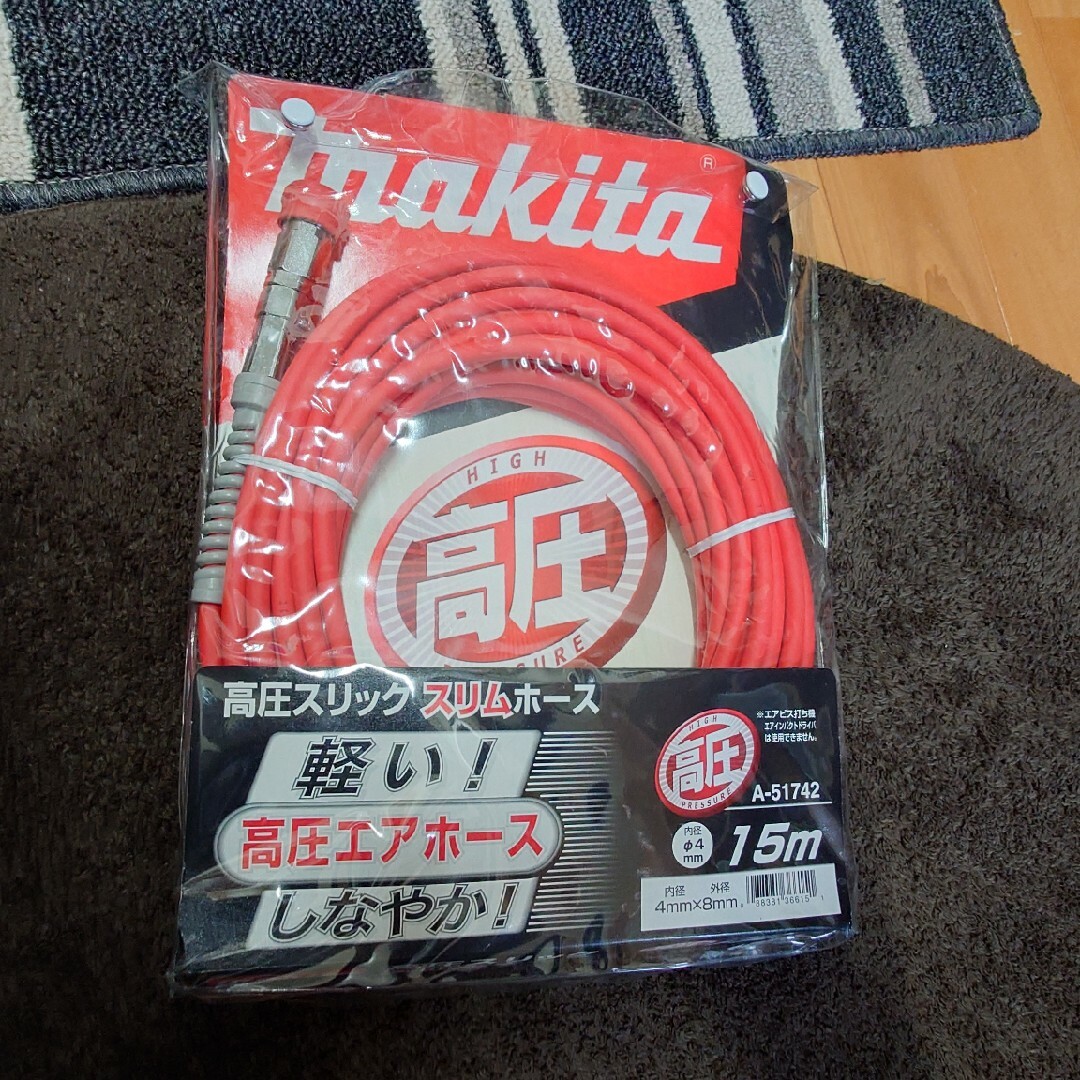 makita®
HIGH
高圧
高圧スリック スリムホース
軽い!
高圧エアホース
しなやか!
HIGH
高圧
PRESSURE
※エアビス打ち機
エアインパクトドライバ
は使用できません。
A-51742
内径
φ4
mm
15m
内径 外径
4mm×8mm